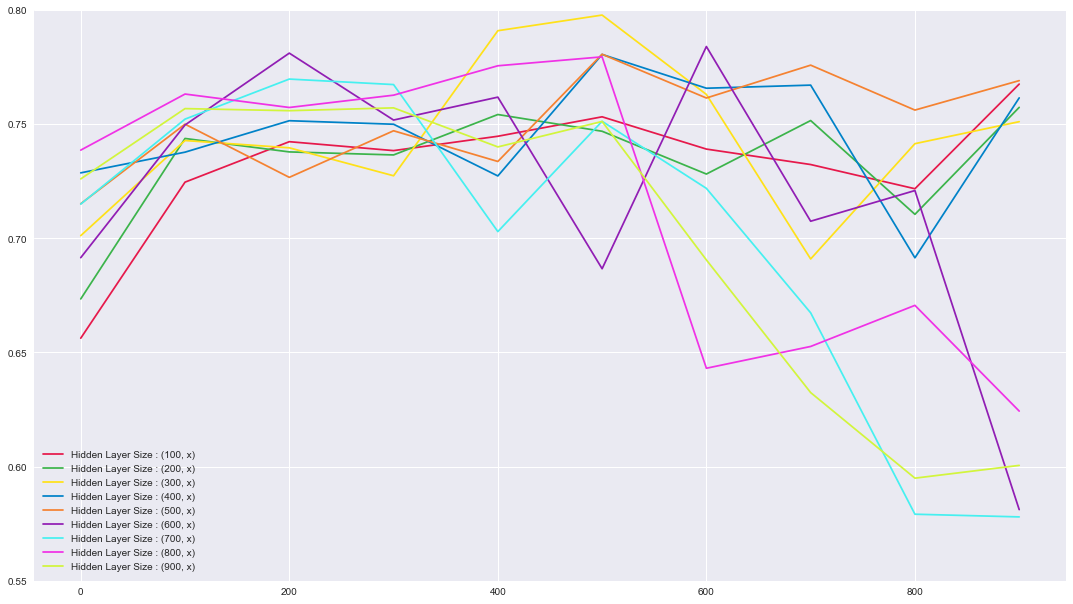 0.80
0.75
0.70
0.65
0.60
0.55
Hidden Layer Size : (100, x)
Hidden Layer Size : (200, x)
Hidden Layer Size : (300, x)
Hidden Layer Size : (400, x)
Hidden Layer Size : (500, x)
Hidden Layer Size : (600, x)
Hidden Layer Size : (700, x)
Hidden Layer Size : (800, x)
Hidden Layer Size : (900, x)
0 200 400 600 800